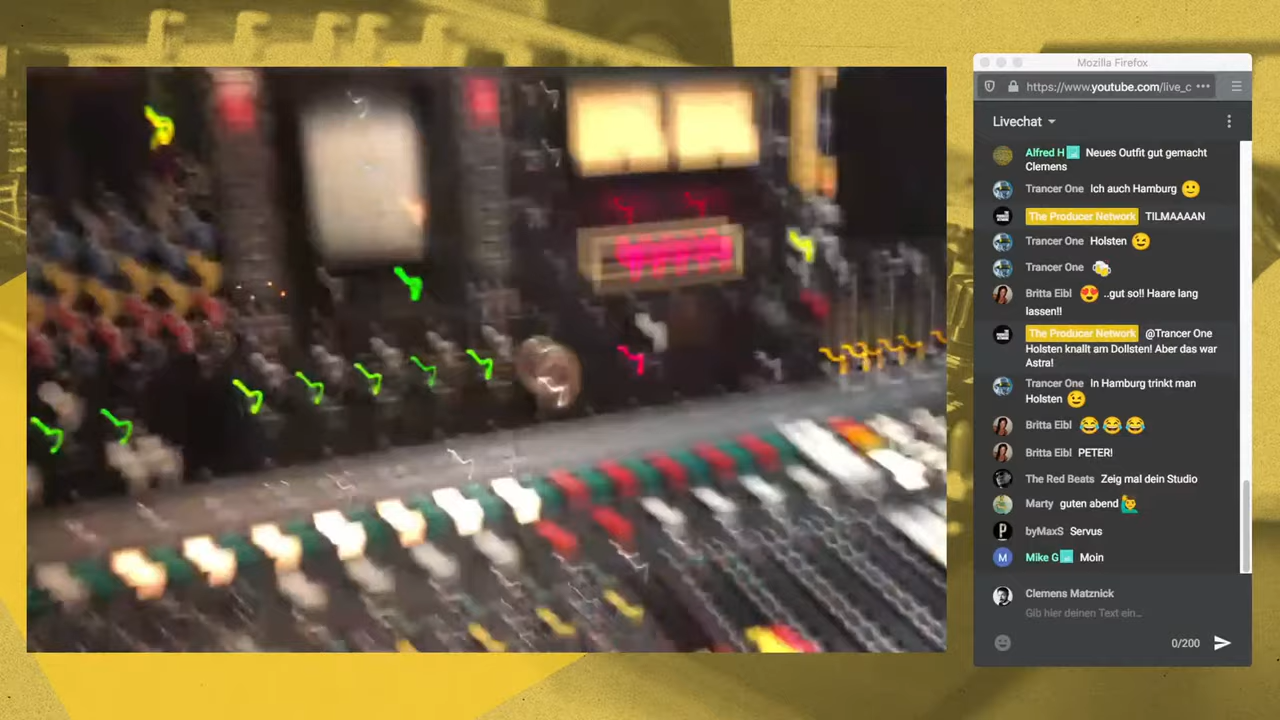 Mozilla Firefox
https://www.youtube.com/live_c
Livechat
Alfred H Neues Outfit gut gemacht
Clemens
Trancer One Ich auch Hamburg 🙂
The Producer Network TILMAAAAN
Trancer One Holsten 😉
Trancer One 🍻
Britta Eibl 😍 ..gut so!! Haare lang
lassen!!
The Producer Network @Trancer One
Holsten knallt am Dollsten! Aber das war
Astra!
Trancer One In Hamburg trinkt man
Holsten 😉
Britta Eibl 😂😂😂
Britta Eibl PETER!
The Red Beats Zeig mal dein Studio
Marty guten abend 🙋‍♂️
P byMaxS Servus
M Mike G Moin
Clemens Matznick
Gib hier deinen Text ein...
0/200